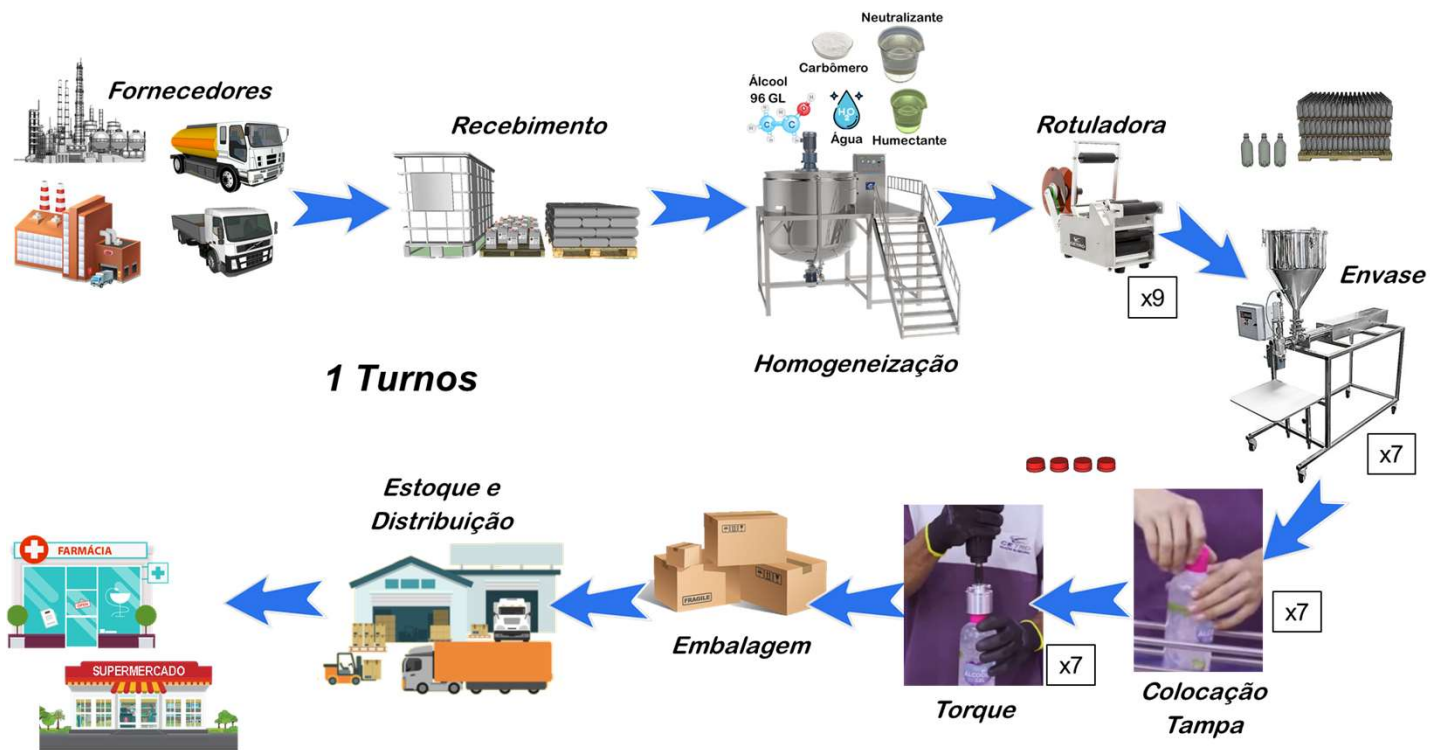 Fornecedores
Recebimento
Neutralizante
Carbômero
Álcool
96 GL
H₂O
Água
Humectante
Homogeneização
Rotuladora
x9
Envase
x7
1 Turnos
Colocação
Tampa
x7
Torque
x7
FRAGILE
Embalagem
Estoque e
Distribuição
FARMÁCIA
SUPERMERCADO